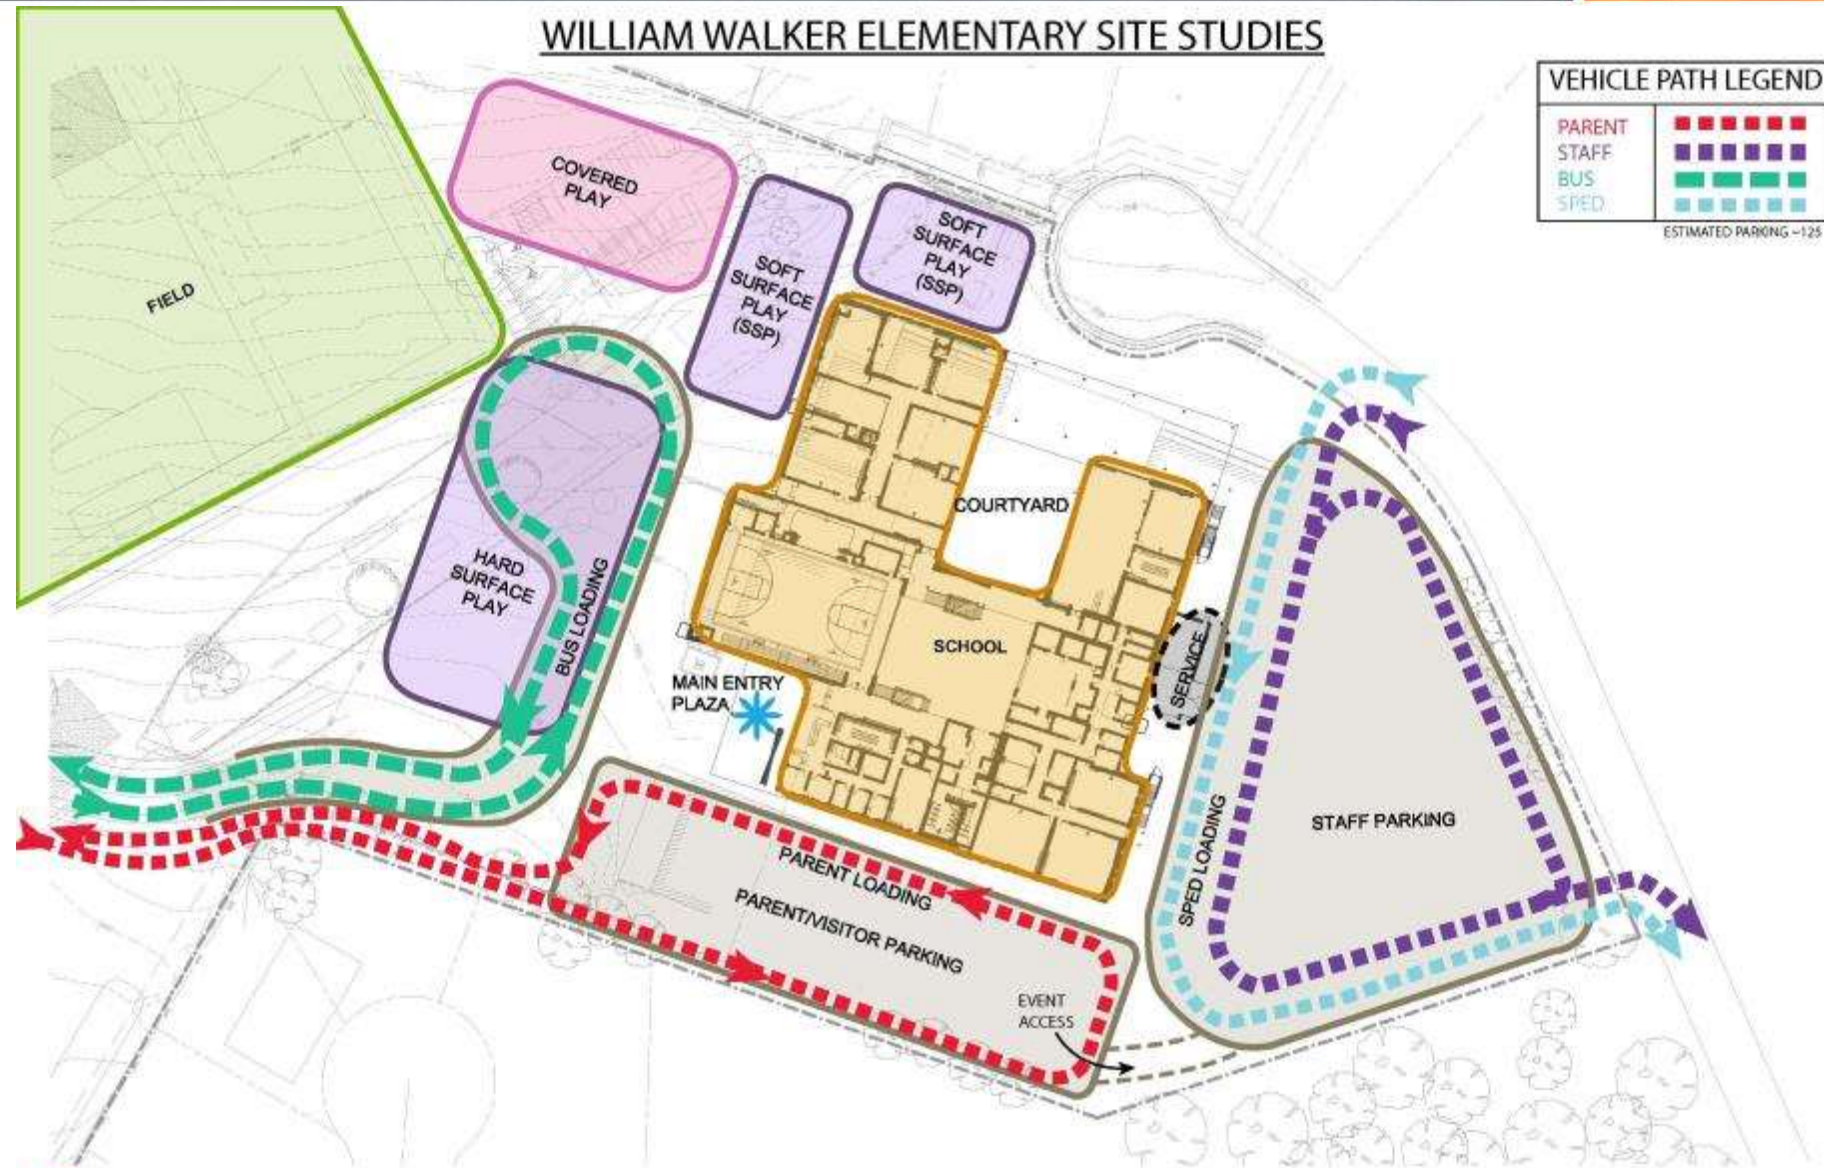 WILLIAM WALKER ELEMENTARY SITE STUDIES
VEHICLE PATH LEGEND
PARENT
STAFF
BUS
SPED
ESTIMATED PARKING ~125
COVERED
PLAY
SOFT
SURFACE
PLAY
(SSP)
SOFT
SURFACE
PLAY
(SSP)
FIELD
HARD
SURFACE
PLAY
BUS LOADING
COURTYARD
SCHOOL
MAIN ENTRY
PLAZA
SERVICE
STAFF PARKING
SPED LOADING
PARENT LOADING
PARENT/VISITOR PARKING
EVENT
ACCESS